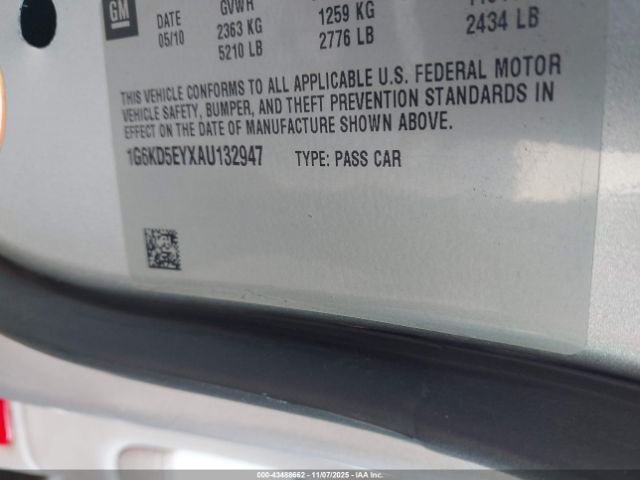 GM
DATE GVWR
05/10 2363 KG 1259 KG
5210 LB 2776 LB 2434 LB
THIS VEHICLE CONFORMS TO ALL APPLICABLE U.S. FEDERAL MOTOR
VEHICLE SAFETY, BUMPER, AND THEFT PREVENTION STANDARDS IN
EFFECT ON THE DATE OF MANUFACTURE SHOWN ABOVE.
1G6KD5EYXAU132947 TYPE: PASS CAR
000-43488662 - 11/07/2025 - IAA Inc.